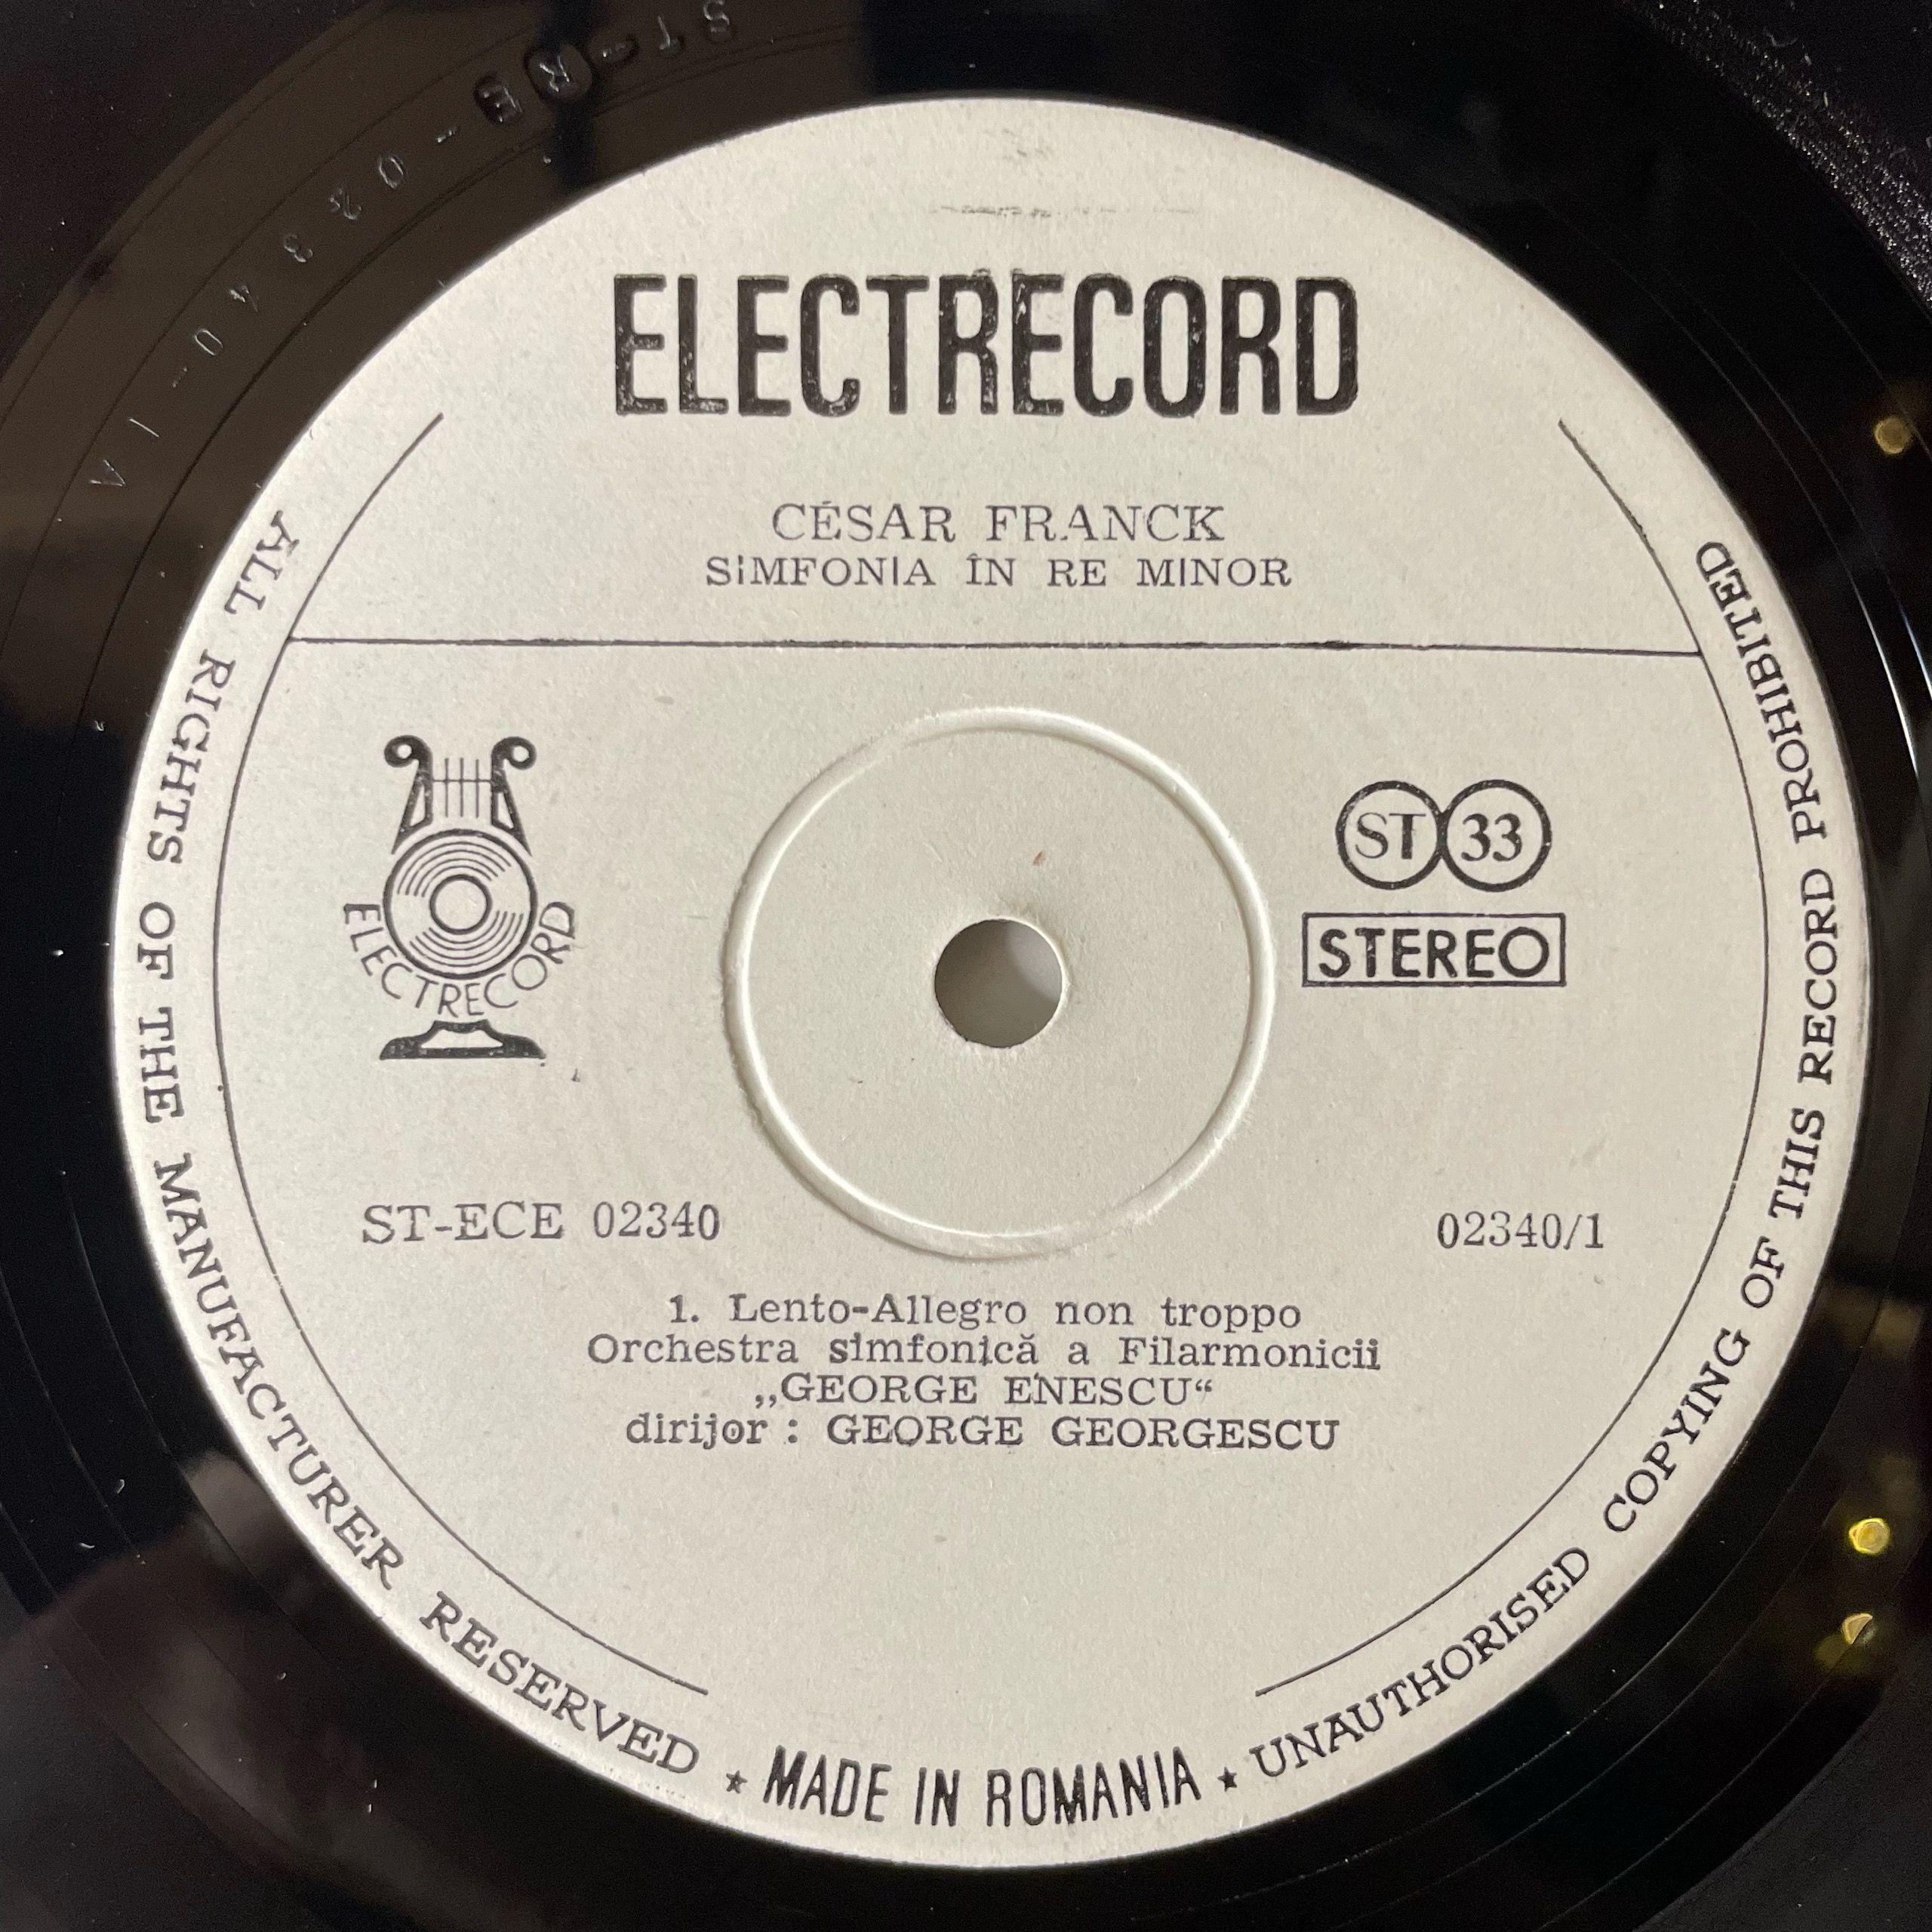 ELECTRECORD
CÉSAR FRANCK
SIMFONIA ÎN RE MINOR
ELECTRECORD
ST 33
STEREO
ST-ECE 02340
02340/1
1. Lento-Allegro non troppo
Orchestra simfonică a Filarmonicii
„GEORGE ENESCU“
dirijor : GEORGE GEORGESCU
ALL RIGHTS OF THE MANUFACTURER RESERVED ★ MADE IN ROMANIA ★ UNAUTHORISED COPYING OF THIS RECORD PROHIBITED
02340-1A